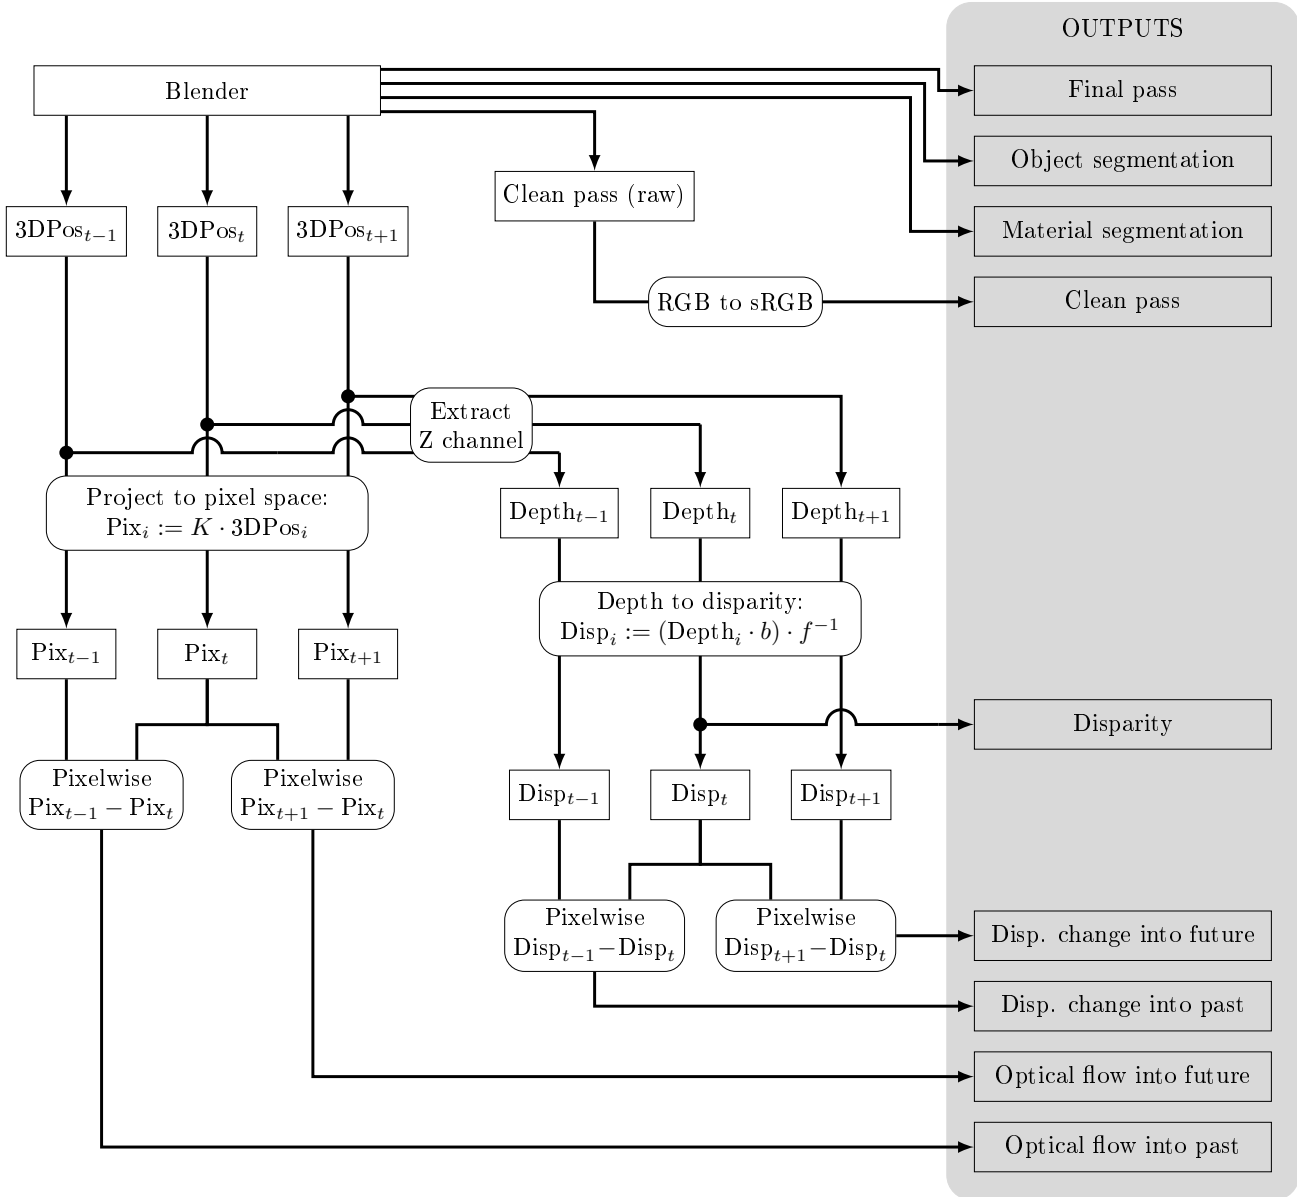 OUTPUTS
Blender
Final pass
Object segmentation
Clean pass (raw)
3DPos_{t−1}
3DPos_t
3DPos_{t+1}
Material segmentation
RGB to sRGB
Clean pass
Extract
Z channel
Project to pixel space:
Pix_i := K · 3DPos_i
Depth_{t−1}
Depth_t
Depth_{t+1}
Depth to disparity:
Disp_i := (Depth_i · b) · f^{−1}
Pix_{t−1}
Pix_t
Pix_{t+1}
Disparity
Pixelwise
Pix_{t−1} − Pix_t
Pixelwise
Pix_{t+1} − Pix_t
Disp_{t−1}
Disp_t
Disp_{t+1}
Pixelwise
Disp_{t−1}−Disp_t
Pixelwise
Disp_{t+1}−Disp_t
Disp. change into future
Disp. change into past
Optical flow into future
Optical flow into past